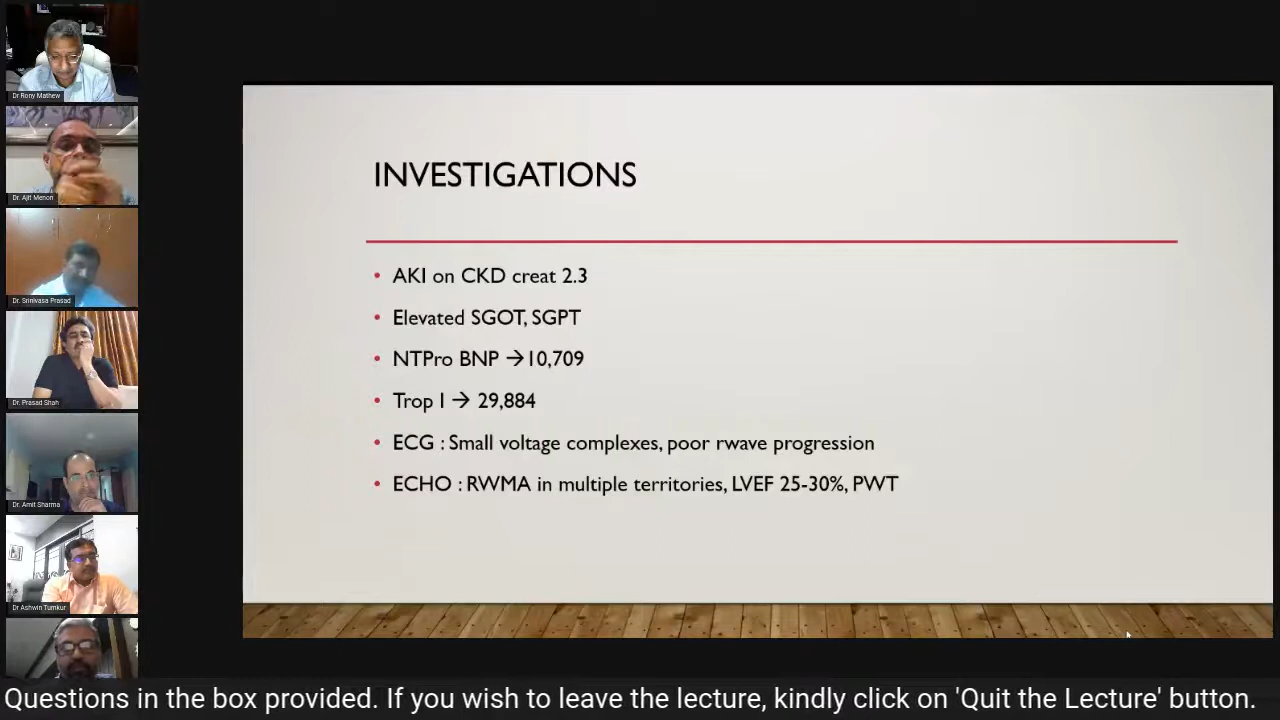 Dr Rony Mathew
Dr. Ajit Menon
Dr. Srinivasa Prasad
Dr. Prasad Shah
Dr. Amit Sharma
Dr Ashwin Tumkur
INVESTIGATIONS
• AKI on CKD creat 2.3
• Elevated SGOT, SGPT
• NTPro BNP →10,709
• Trop I → 29,884
• ECG : Small voltage complexes, poor rwave progression
• ECHO : RWMA in multiple territories, LVEF 25-30%, PWT
Questions in the box provided. If you wish to leave the lecture, kindly click on 'Quit the Lecture' button.